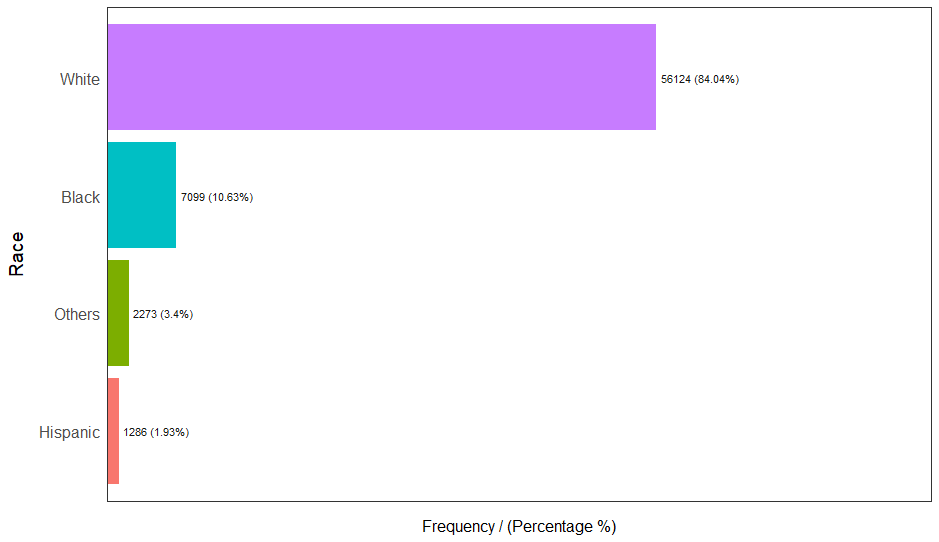 Race
White
56124 (84.04%)
Black
7099 (10.63%)
Others
2273 (3.4%)
Hispanic
1286 (1.93%)
Frequency / (Percentage %)